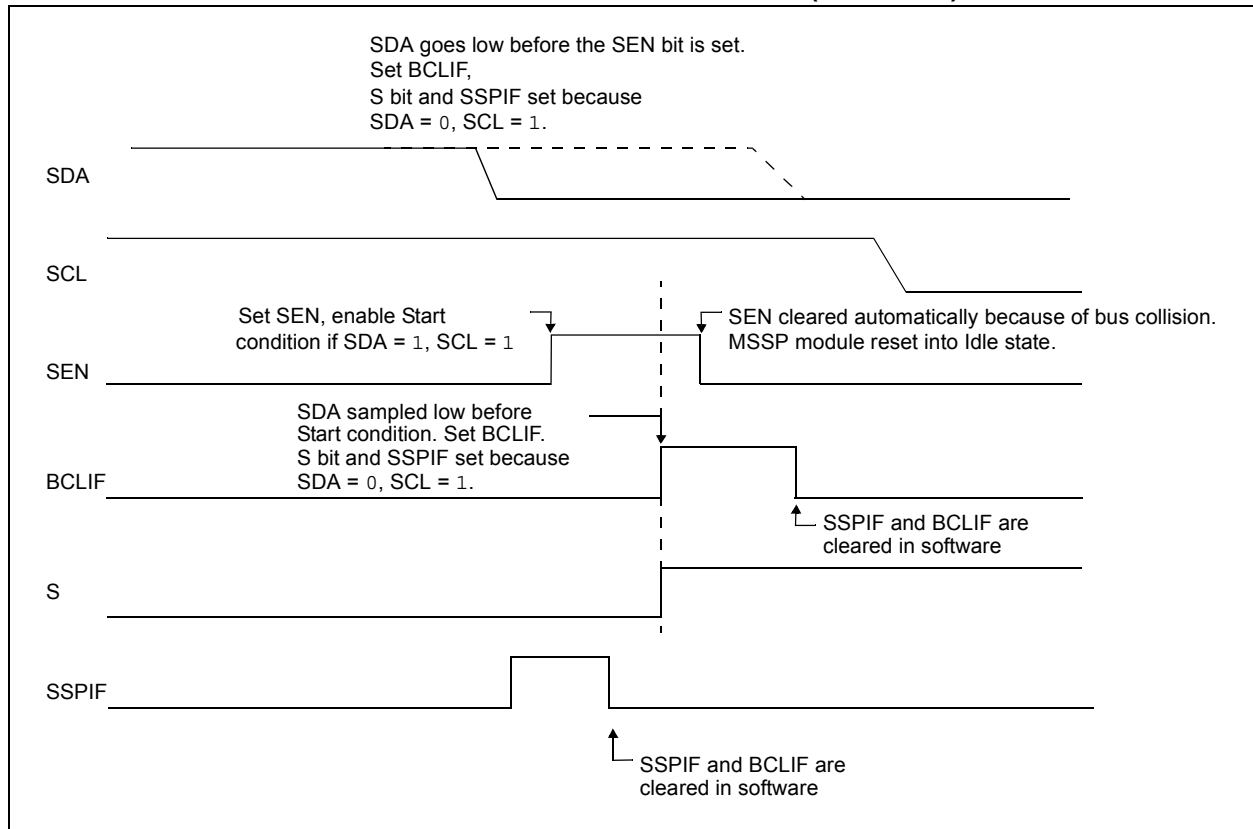 SDA goes low before the SEN bit is set.
Set BCLIF,
S bit and SSPIF set because
SDA = 0, SCL = 1.
SDA
SCL
Set SEN, enable Start
condition if SDA = 1, SCL = 1
SEN cleared automatically because of bus collision.
MSSP module reset into Idle state.
SEN
SDA sampled low before
Start condition. Set BCLIF.
S bit and SSPIF set because
SDA = 0, SCL = 1.
BCLIF
SSPIF and BCLIF are
cleared in software
S
SSPIF
SSPIF and BCLIF are
cleared in software